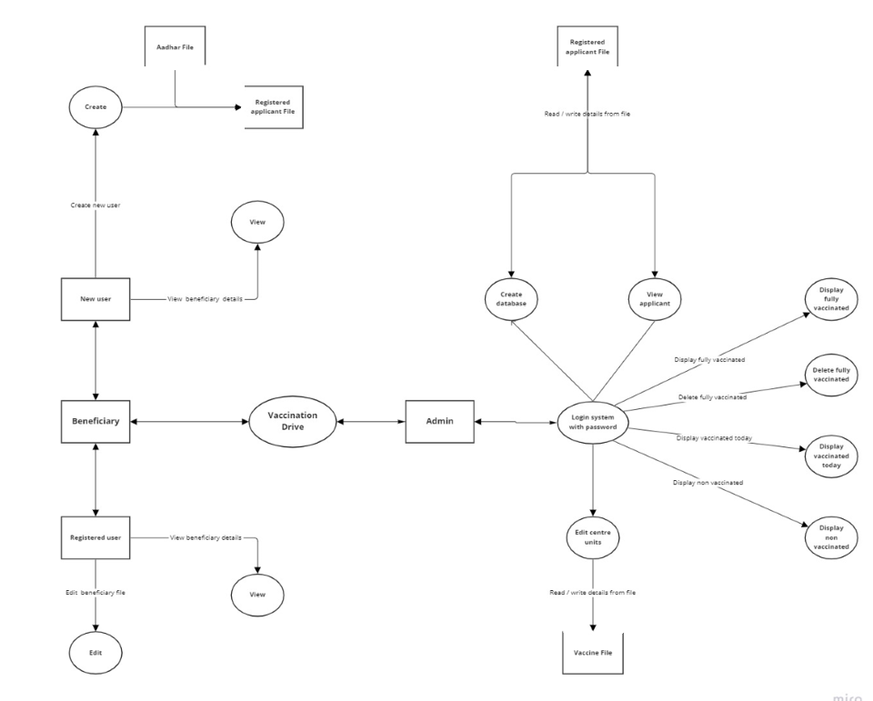 Aadhar File
Registered
applicant File
Create
Registered
applicant File
Read / write details from file
Create new user
View
New user
View beneficiary details
Create
database
View
applicant
Display
fully
vaccinated
Display fully vaccinated
Delete fully
vaccinated
Delete fully vaccinated
Beneficiary
Vaccination
Drive
Admin
Login system
with password
Display vaccinated today
Display
vaccinated
today
Display non vaccinated
Registered user
View beneficiary details
Edit centre
units
Display
non
vaccinated
Edit beneficiary file
View
Read / write details from file
Edit
Vaccine File
miro